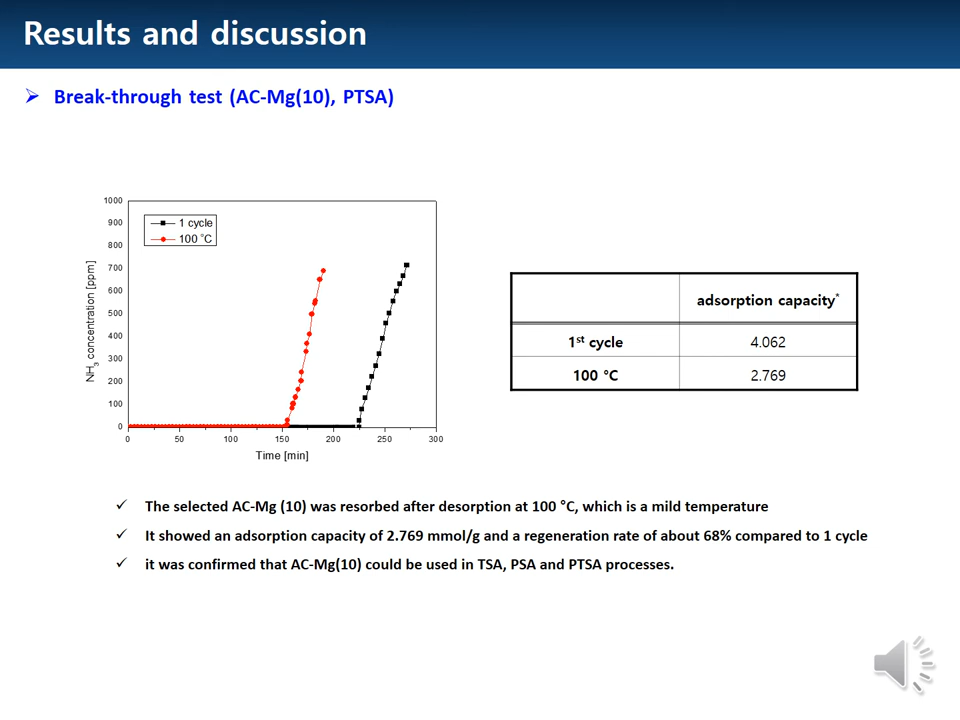 Results and discussion
Break-through test (AC-Mg(10), PTSA)
1000
900
800
700
600
500
400
300
200
100
0
NH3 concentration [ppm]
1 cycle
100 °C
0 50 100 150 200 250 300
Time [min]
adsorption capacity*
1st cycle 4.062
100 °C 2.769
✓ The selected AC-Mg (10) was resorbed after desorption at 100 °C, which is a mild temperature
✓ It showed an adsorption capacity of 2.769 mmol/g and a regeneration rate of about 68% compared to 1 cycle
✓ it was confirmed that AC-Mg(10) could be used in TSA, PSA and PTSA processes.